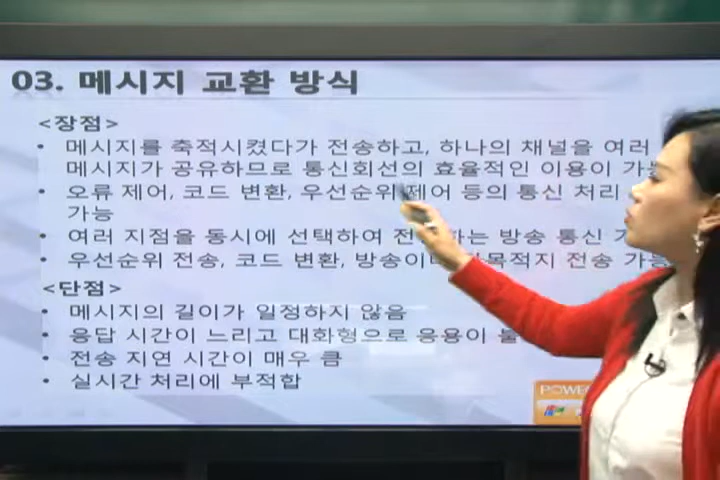 03. 메시지 교환 방식
<장점>
• 메시지를 축적시켰다가 전송하고, 하나의 채널을 여러
메시지가 공유하므로 통신회선의 효율적인 이용이
• 오류 제어, 코드 변환, 우선순위 제어 등의 통신 처리
가능
• 여러 지점을 동시에 선택하여 하는 방송 통신
• 우선순위 전송, 코드 변환, 전송 가능
<단점>
• 메시지의 길이가 일정하지 않음
• 응답 시간이 느리고 대화형으로 응용이
• 전송 지연 시간이 매우 큼
• 실시간 처리에 부적합